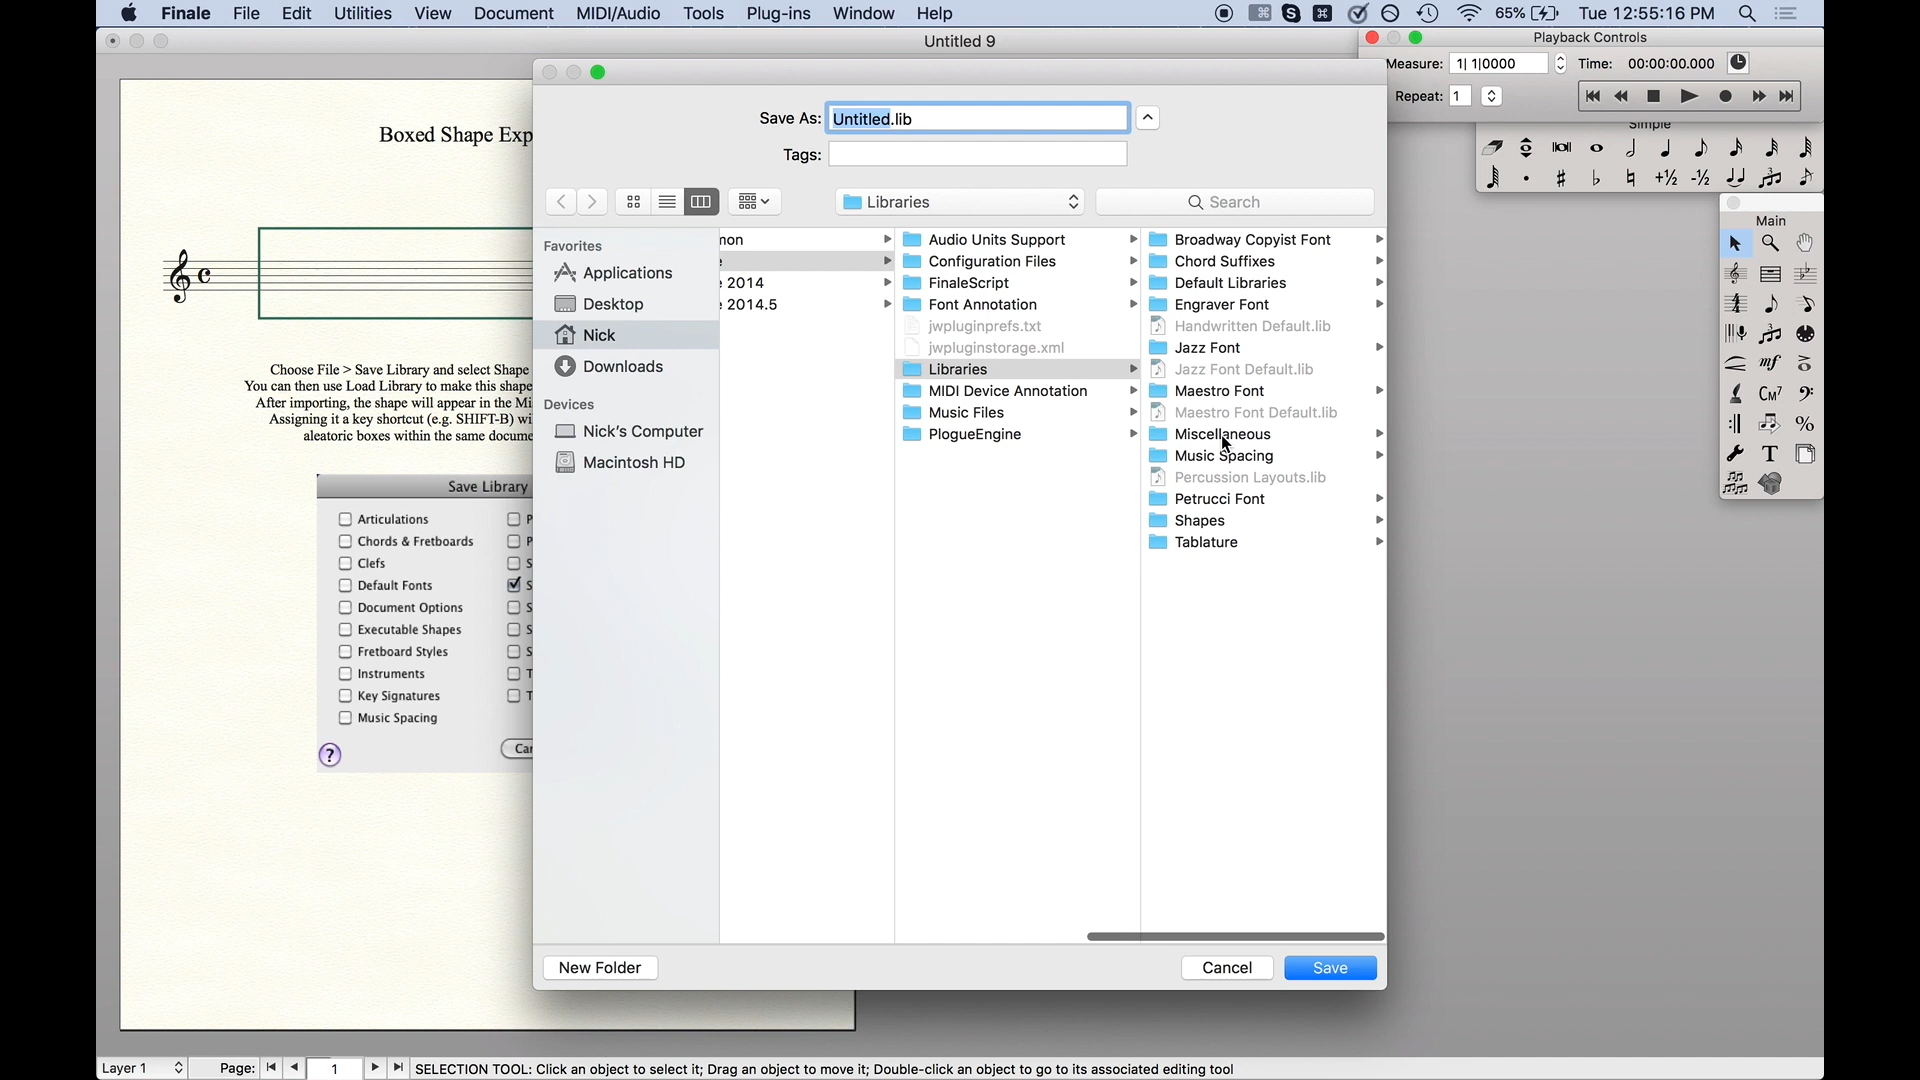 Finale File Edit Utilities View Document MIDI/Audio Tools Plug-ins Window Help 65% Tue 12:55:16 PM
Untitled 9
Playback Controls
Measure: 1| 1|0000 Time: 00:00:00.000
Repeat: 1
Simple
+½ -½
Main
mf
CM7
T
%
Boxed Shape Exp
Choose File > Save Library and select Shape
You can then use Load Library to make this shape
After importing, the shape will appear in the Mi
Assigning it a key shortcut (e.g. SHIFT-B) wi
aleatoric boxes within the same docume
Save Library
Articulations P
Chords & Fretboards P
Clefs S
Default Fonts S
Document Options S
Executable Shapes S
Fretboard Styles S
Instruments T
Key Signatures T
Music Spacing
?
Car
Save As: Untitled.lib
Tags:
Libraries
Search
Favorites
Applications
Desktop
Nick
Downloads
Devices
Nick's Computer
Macintosh HD
mon
e
e 2014
e 2014.5
Audio Units Support
Configuration Files
FinaleScript
Font Annotation
jwpluginprefs.txt
jwpluginstorage.xml
Libraries
MIDI Device Annotation
Music Files
PlogueEngine
Broadway Copyist Font
Chord Suffixes
Default Libraries
Engraver Font
Handwritten Default.lib
Jazz Font
Jazz Font Default.lib
Maestro Font
Maestro Font Default.lib
Miscellaneous
Music Spacing
Percussion Layouts.lib
Petrucci Font
Shapes
Tablature
New Folder
Cancel
Save
Layer 1 Page: 1 SELECTION TOOL: Click an object to select it; Drag an object to move it; Double-click an object to go to its associated editing tool